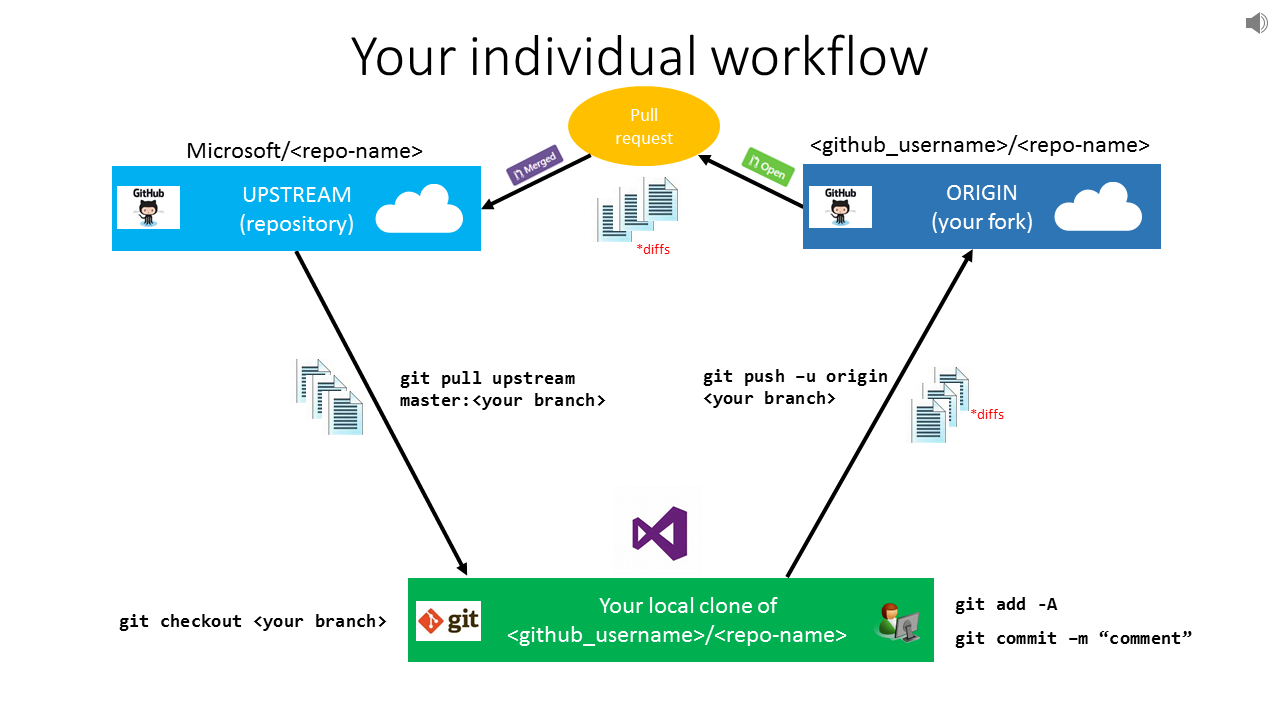 Your individual workflow
Pull
request
Microsoft/<repo-name>
<github_username>/<repo-name>
Merged
Open
GitHub
UPSTREAM
(repository)
GitHub
ORIGIN
(your fork)
*diffs
git pull upstream
master:<your branch>
git push –u origin
<your branch>
*diffs
git checkout <your branch>
git
Your local clone of
<github_username>/<repo-name>
git add -A
git commit –m “comment”